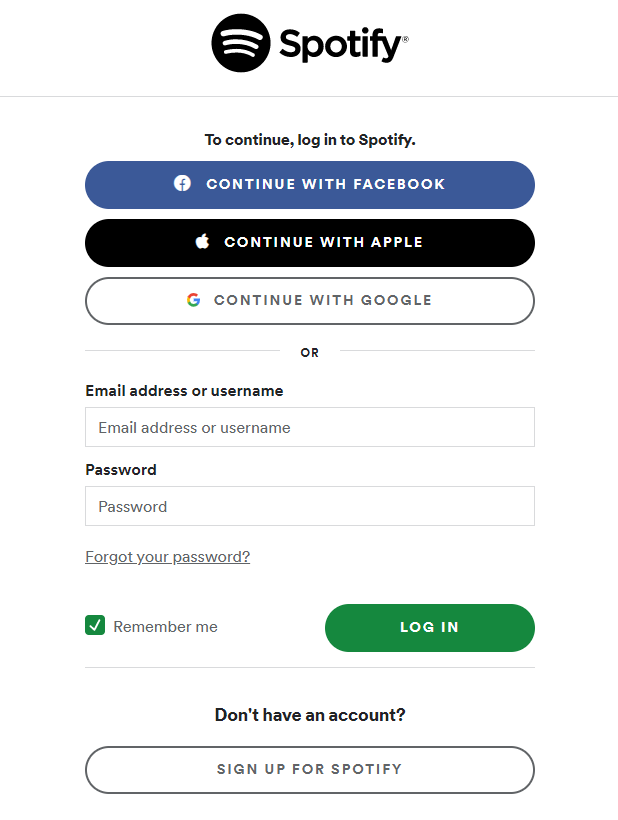 Spotify®
To continue, log in to Spotify.
CONTINUE WITH FACEBOOK
CONTINUE WITH APPLE
CONTINUE WITH GOOGLE
OR
Email address or username
Email address or username
Password
Password
Forgot your password?
Remember me
LOG IN
Don't have an account?
SIGN UP FOR SPOTIFY